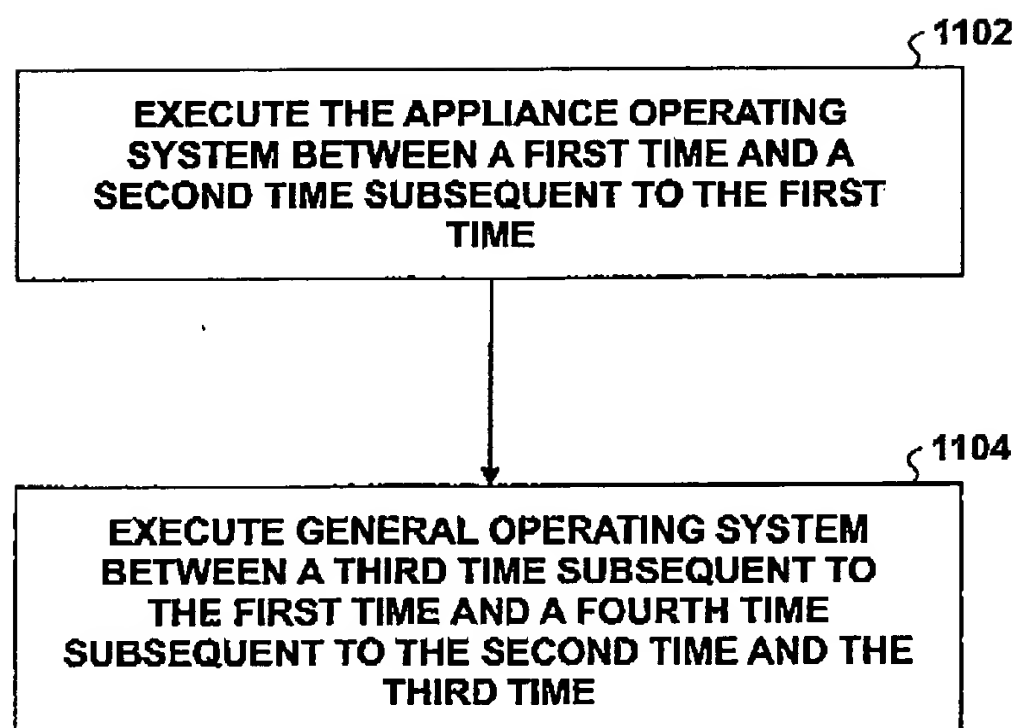 1102
EXECUTE THE APPLIANCE OPERATING
SYSTEM BETWEEN A FIRST TIME AND A
SECOND TIME SUBSEQUENT TO THE FIRST
TIME
1104
EXECUTE GENERAL OPERATING SYSTEM
BETWEEN A THIRD TIME SUBSEQUENT TO
THE FIRST TIME AND A FOURTH TIME
SUBSEQUENT TO THE SECOND TIME AND THE
THIRD TIME